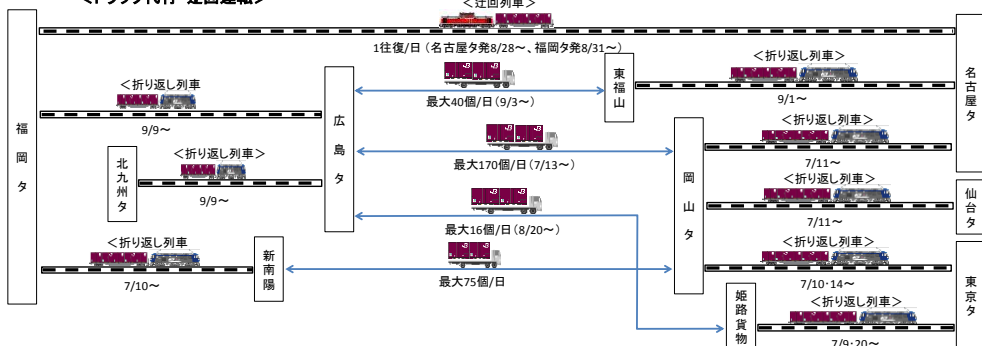 <トラック代行・迂回運転>
<迂回列車>
1往復/日(名古屋タ発8/28~、福岡タ発8/31~)
福岡タ
名古屋タ
<折り返し列車
9/9~
広島タ
最大40個/日(9/3~)
東福山
<折り返し列車>
9/1~
北九州タ
<折り返し列車>
9/9~
最大170個/日(7/13~)
岡山タ
<折り返し列車>
7/11~
最大16個/日(8/20~)
<折り返し列車>
7/11~
仙台タ
<折り返し列車
7/10~
新南陽
最大75個/日
<折り返し列車>
7/10・14~
東京タ
姫路貨物
<折り返し列車>
7/9・20~